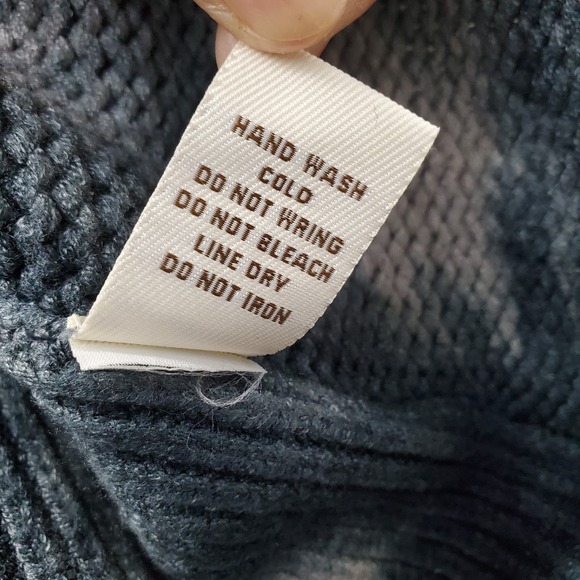 HAND WASH
COLD
DO NOT WRING
DO NOT BLEACH
LINE DRY
DO NOT IRON